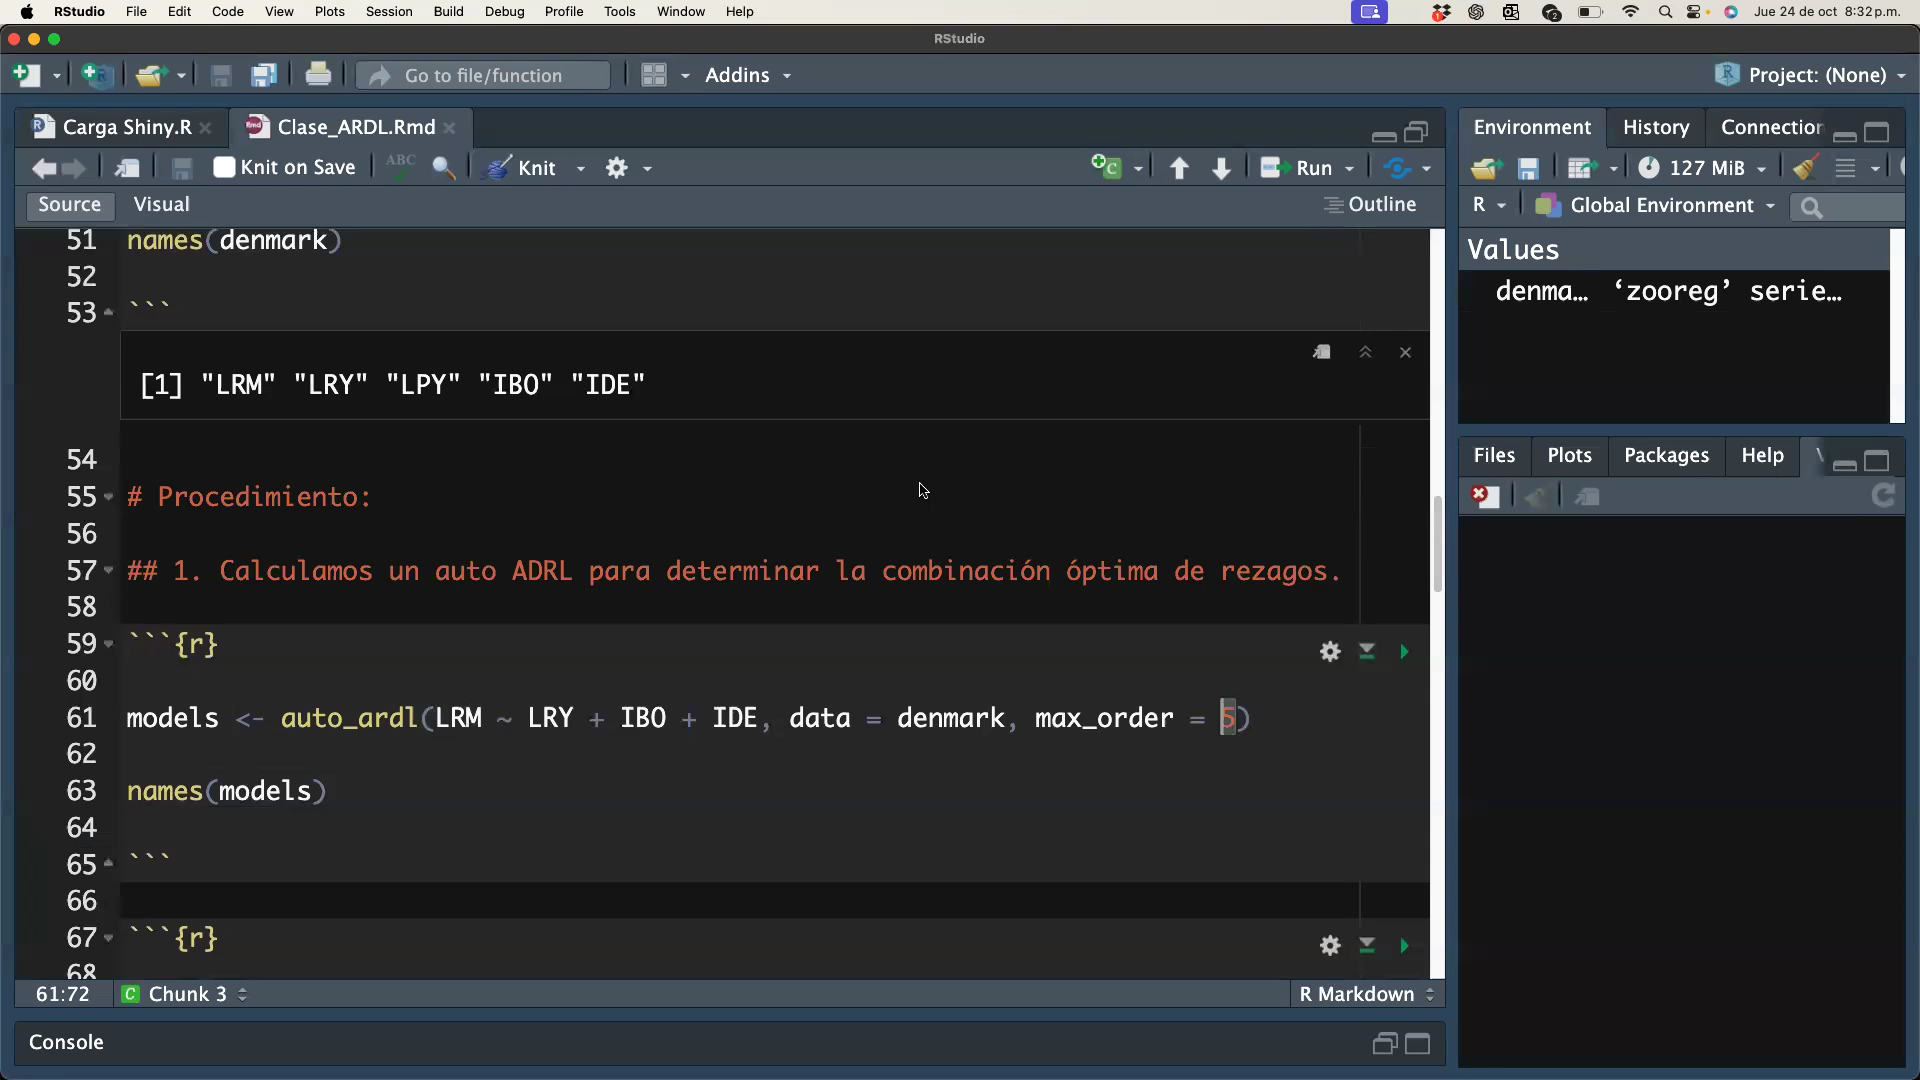 RStudio File Edit Code View Plots Session Build Debug Profile Tools Window Help 1 2 Jue 24 de oct 8:32 p.m.
RStudio
Go to file/function Addins Project: (None)
Carga Shiny.R Clase_ARDL.Rmd
Knit on Save ABC Knit Run
Source Visual Outline
51 names(denmark)
52
53 ```
[1] "LRM" "LRY" "LPY" "IBO" "IDE"
54
55 # Procedimiento:
56
57 ## 1. Calculamos un auto ADRL para determinar la combinación óptima de rezagos.
58
59 ```{r}
60
61 models <- auto_ardl(LRM ~ LRY + IBO + IDE, data = denmark, max_order = 5)
62
63 names(models)
64
65 ```
66
67 ```{r}
68
61:72 Chunk 3 R Markdown
Console
Environment History Connection
127 MiB
R Global Environment
Values
denma… ‘zooreg’ serie…
Files Plots Packages Help